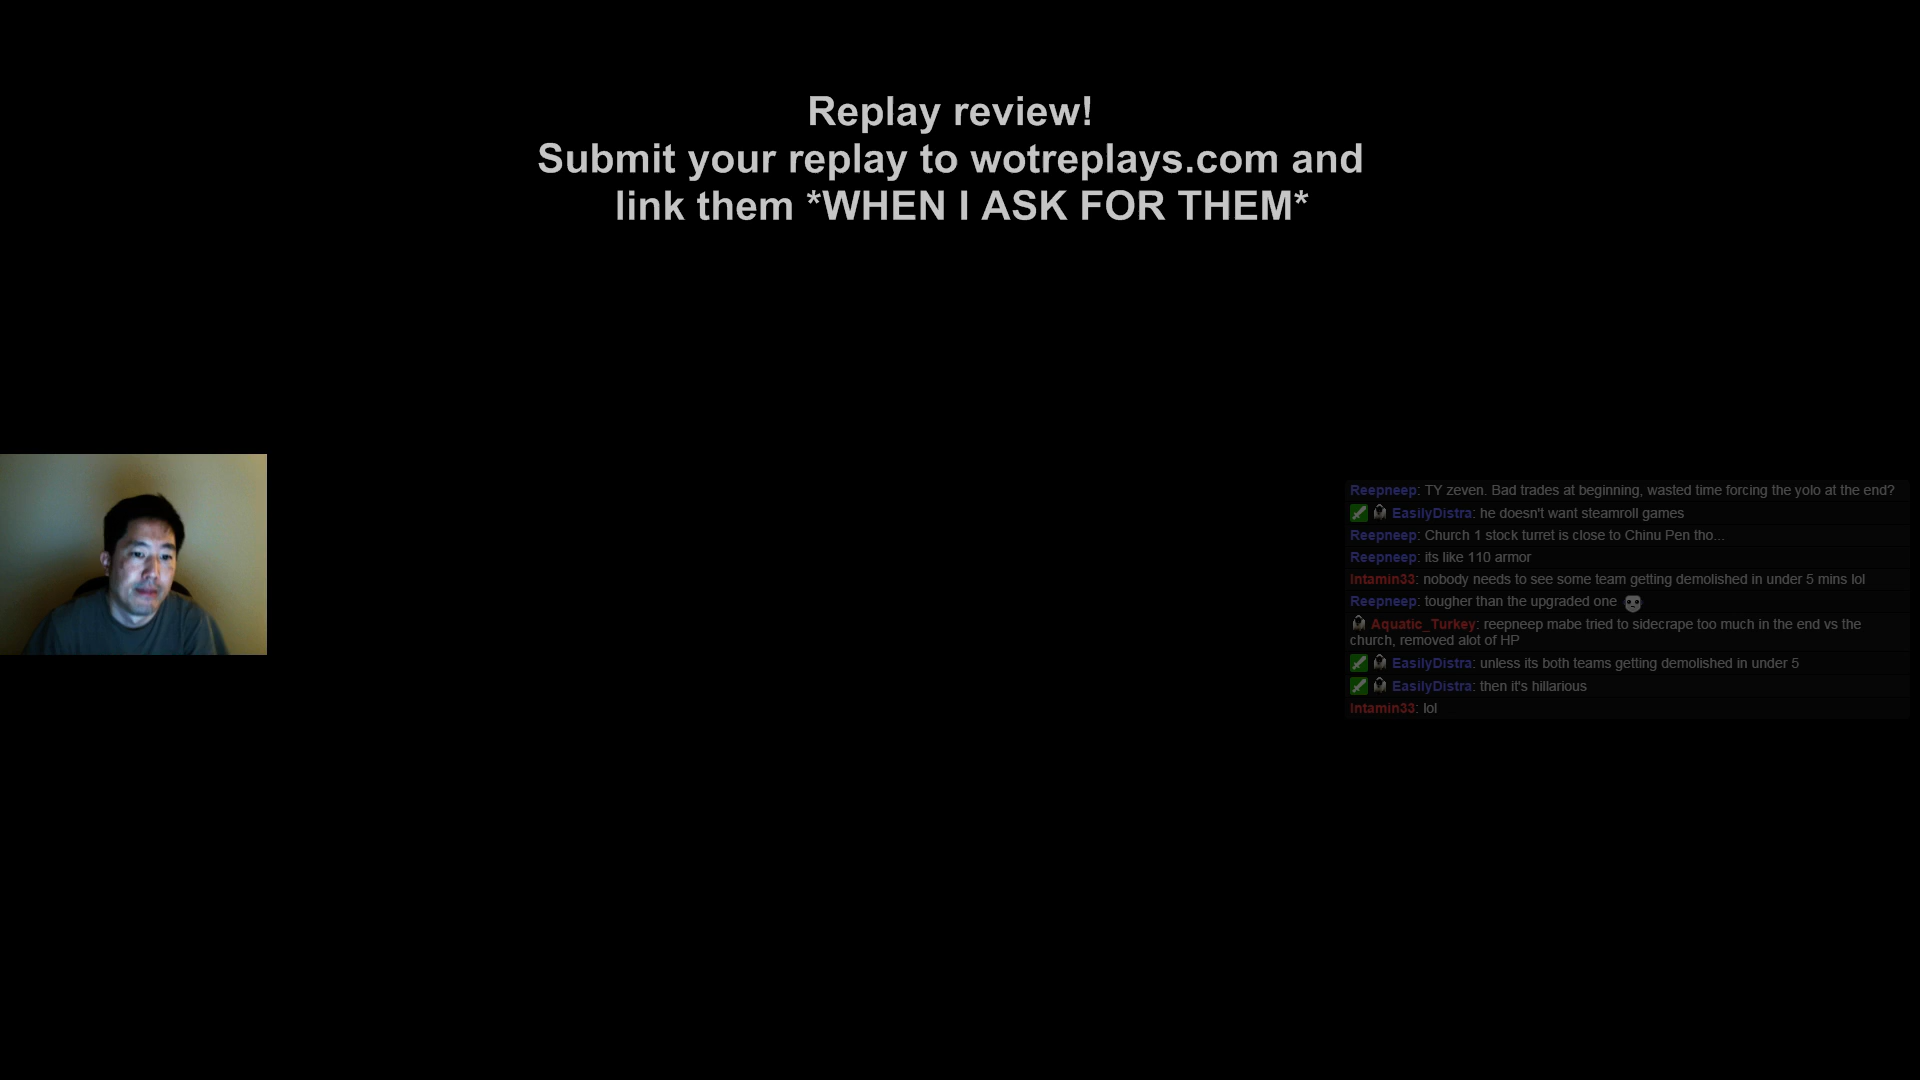 Replay review!
Submit your replay to wotreplays.com and
link them *WHEN I ASK FOR THEM*
Reepneep: TY zeven. Bad trades at beginning, wasted time forcing the yolo at the end?
EasilyDistra: he doesn't want steamroll games
Reepneep: Church 1 stock turret is close to Chinu Pen tho...
Reepneep: its like 110 armor
Intamin33: nobody needs to see some team getting demolished in under 5 mins lol
Reepneep: tougher than the upgraded one
Aquatic_Turkey: reepneep mabe tried to sidecrape too much in the end vs the
church, removed alot of HP
EasilyDistra: unless its both teams getting demolished in under 5
EasilyDistra: then it's hillarious
Intamin33: lol